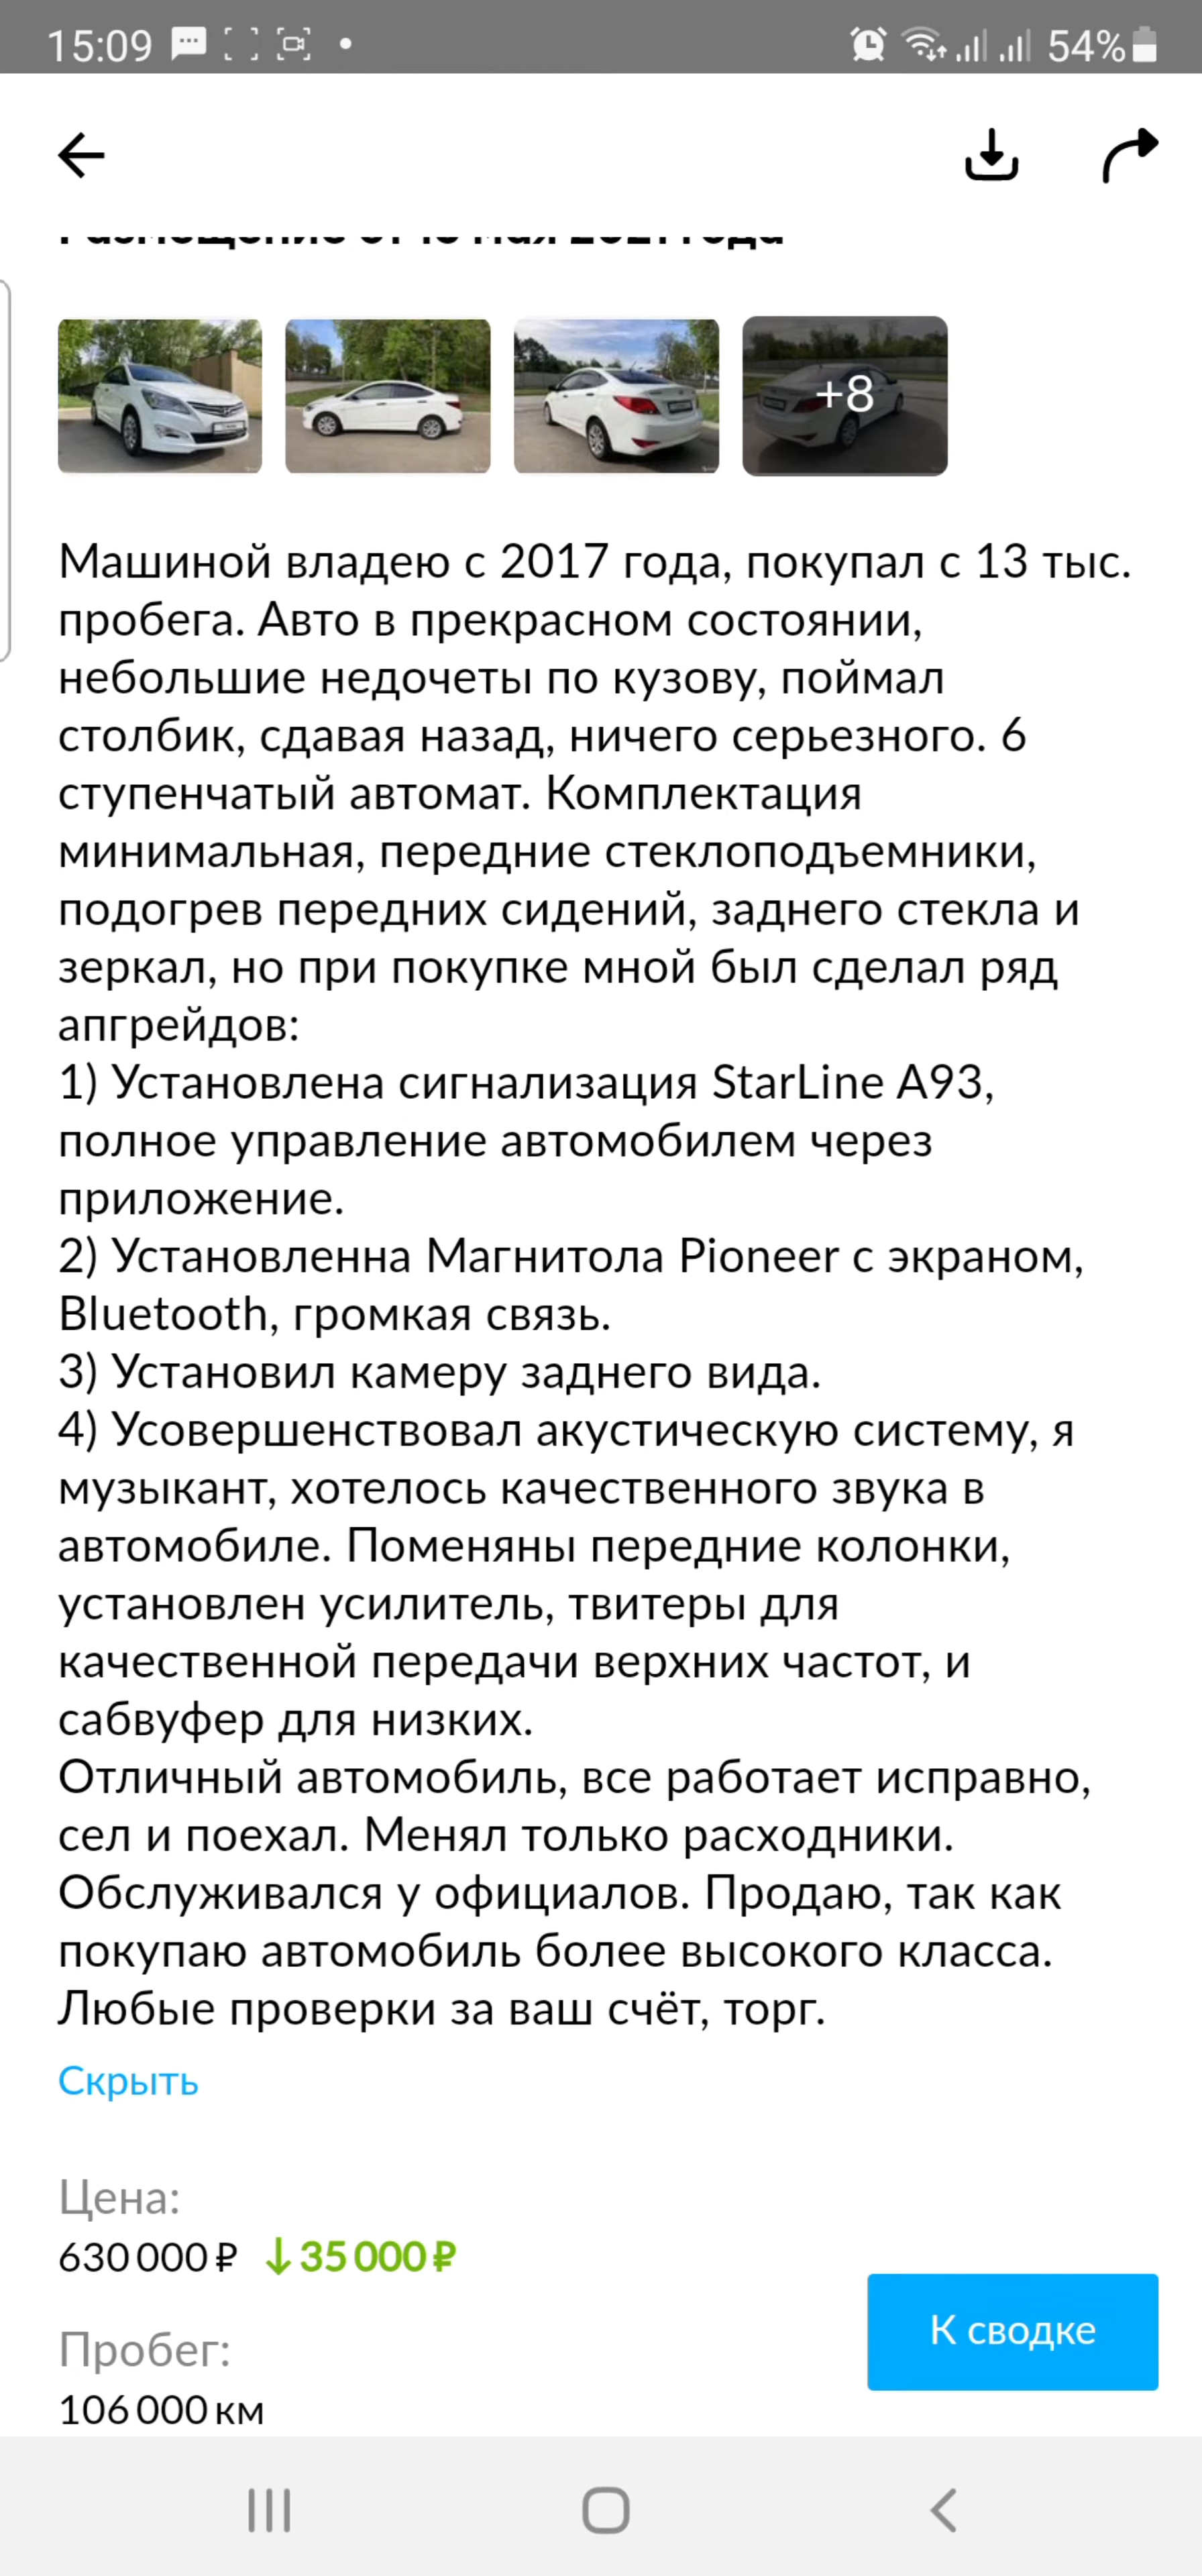 15:09
54%
+8
Машиной владею с 2017 года, покупал с 13 тыс.
пробега. Авто в прекрасном состоянии,
небольшие недочеты по кузову, поймал
столбик, сдавая назад, ничего серьезного. 6
ступенчатый автомат. Комплектация
минимальная, передние стеклоподъемники,
подогрев передних сидений, заднего стекла и
зеркал, но при покупке мной был сделал ряд
апгрейдов:
1) Установлена сигнализация StarLine A93,
полное управление автомобилем через
приложение.
2) Установленна Магнитола Pioneer с экраном,
Bluetooth, громкая связь.
3) Установил камеру заднего вида.
4) Усовершенствовал акустическую систему, я
музыкант, хотелось качественного звука в
автомобиле. Поменяны передние колонки,
установлен усилитель, твитеры для
качественной передачи верхних частот, и
сабвуфер для низких.
Отличный автомобиль, все работает исправно,
сел и поехал. Менял только расходники.
Обслуживался у официалов. Продаю, так как
покупаю автомобиль более высокого класса.
Любые проверки за ваш счёт, торг.
Скрыть
Цена:
630 000 ₽ ↓35 000 ₽
К сводке
Пробег:
106 000 км